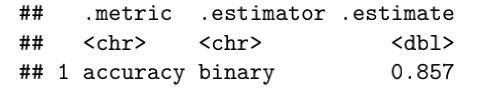 ##   .metric  .estimator .estimate
##   <chr>    <chr>          <dbl>
## 1 accuracy binary         0.857